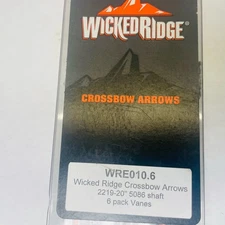 WICKEDRIDGE®
CROSSBOW ARROWS
WRE010.6
Wicked Ridge Crossbow Arrows
2219-20" 5086 shaft
6 pack Vanes